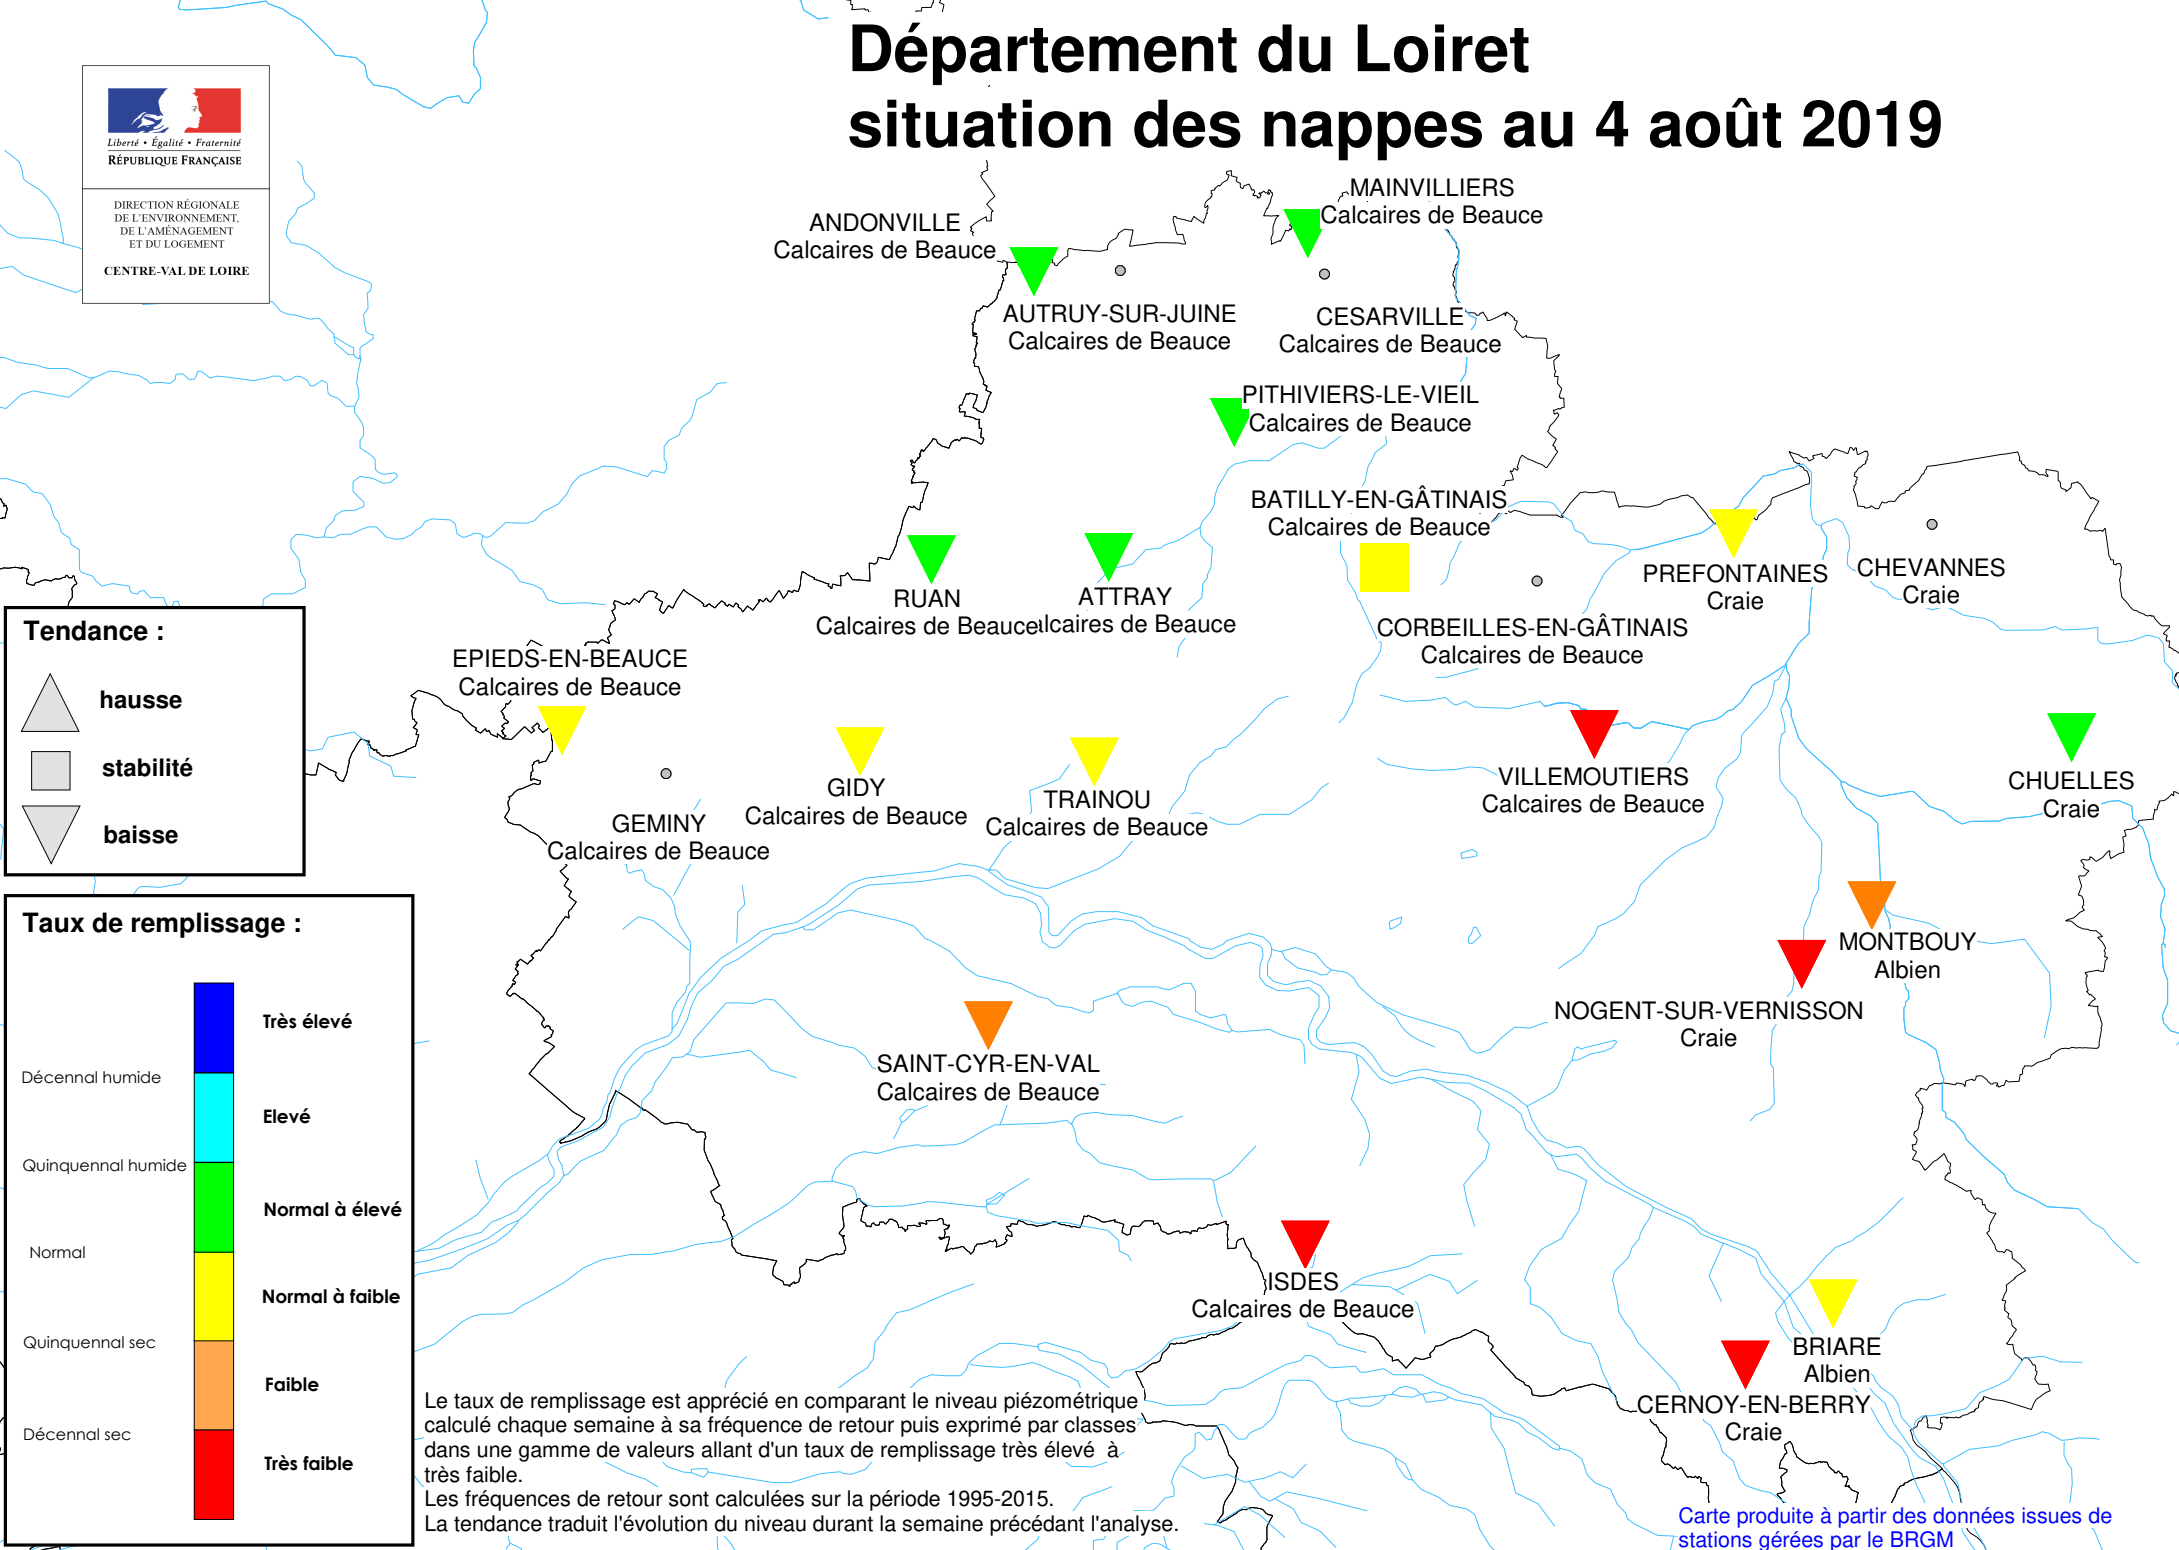 Département du Loiret
situation des nappes au 4 août 2019
Liberté • Égalité • Fraternité
RÉPUBLIQUE FRANÇAISE
DIRECTION RÉGIONALE
DE L'ENVIRONNEMENT,
DE L'AMÉNAGEMENT
ET DU LOGEMENT
CENTRE-VAL DE LOIRE
MAINVILLIERS
Calcaires de Beauce
ANDONVILLE
Calcaires de Beauce
AUTRUY-SUR-JUINE
Calcaires de Beauce
CESARVILLE
Calcaires de Beauce
PITHIVIERS-LE-VIEIL
Calcaires de Beauce
BATILLY-EN-GÂTINAIS
Calcaires de Beauce
PREFONTAINES
Craie
CHEVANNES
Craie
RUAN
Calcaires de Beauce
ATTRAY
alcaires de Beauce
CORBEILLES-EN-GÂTINAIS
Calcaires de Beauce
EPIEDS-EN-BEAUCE
Calcaires de Beauce
GEMINY
Calcaires de Beauce
GIDY
Calcaires de Beauce
TRAINOU
Calcaires de Beauce
VILLEMOUTIERS
Calcaires de Beauce
CHUELLES
Craie
MONTBOUY
Albien
NOGENT-SUR-VERNISSON
Craie
SAINT-CYR-EN-VAL
Calcaires de Beauce
ISDES
Calcaires de Beauce
BRIARE
Albien
CERNOY-EN-BERRY
Craie
Tendance :
hausse
stabilité
baisse
Taux de remplissage :
Très élevé
Décennal humide
Elevé
Quinquennal humide
Normal à élevé
Normal
Normal à faible
Quinquennal sec
Faible
Décennal sec
Très faible
Le taux de remplissage est apprécié en comparant le niveau piézométrique
calculé chaque semaine à sa fréquence de retour puis exprimé par classes
dans une gamme de valeurs allant d'un taux de remplissage très élevé à
très faible.
Les fréquences de retour sont calculées sur la période 1995-2015.
La tendance traduit l'évolution du niveau durant la semaine précédant l'analyse.
Carte produite à partir des données issues de
stations gérées par le BRGM